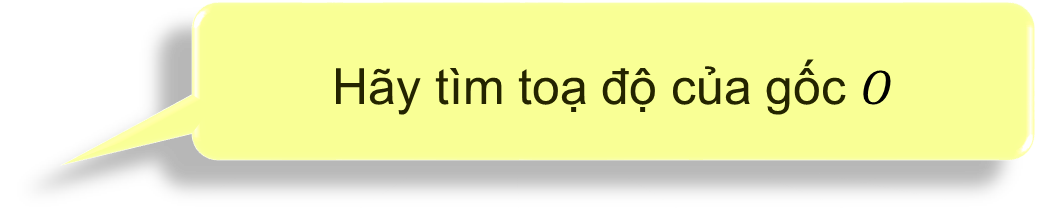 Hãy tìm toạ độ của gốc O